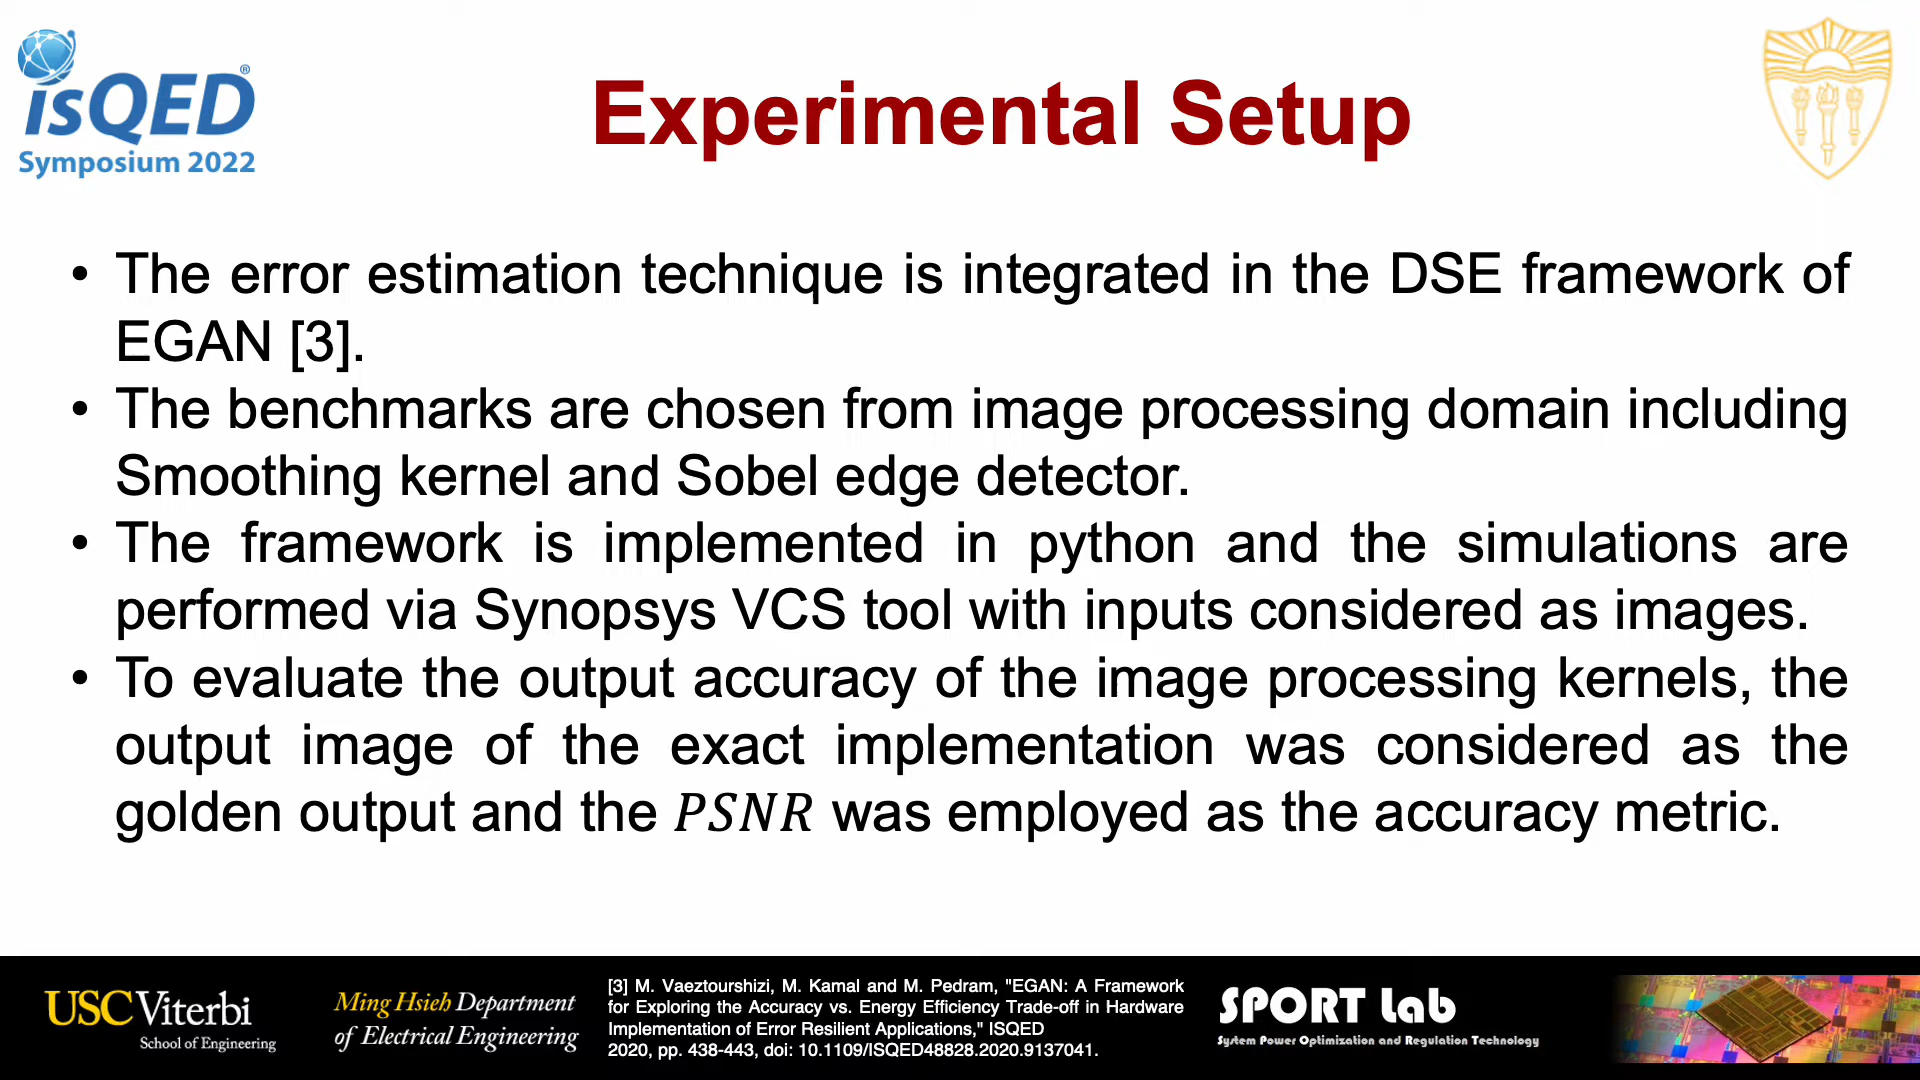 isQED®
Symposium 2022
Experimental Setup
• The error estimation technique is integrated in the DSE framework of
EGAN [3].
• The benchmarks are chosen from image processing domain including
Smoothing kernel and Sobel edge detector.
• The framework is implemented in python and the simulations are
performed via Synopsys VCS tool with inputs considered as images.
• To evaluate the output accuracy of the image processing kernels, the
output image of the exact implementation was considered as the
golden output and the PSNR was employed as the accuracy metric.
USC Viterbi
School of Engineering
Ming Hsieh Department
of Electrical Engineering
[3] M. Vaeztourshizi, M. Kamal and M. Pedram, "EGAN: A Framework
for Exploring the Accuracy vs. Energy Efficiency Trade-off in Hardware
Implementation of Error Resilient Applications," ISQED
2020, pp. 438-443, doi: 10.1109/ISQED48828.2020.9137041.
SPORT Lab
System Power Optimization and Regulation Technology